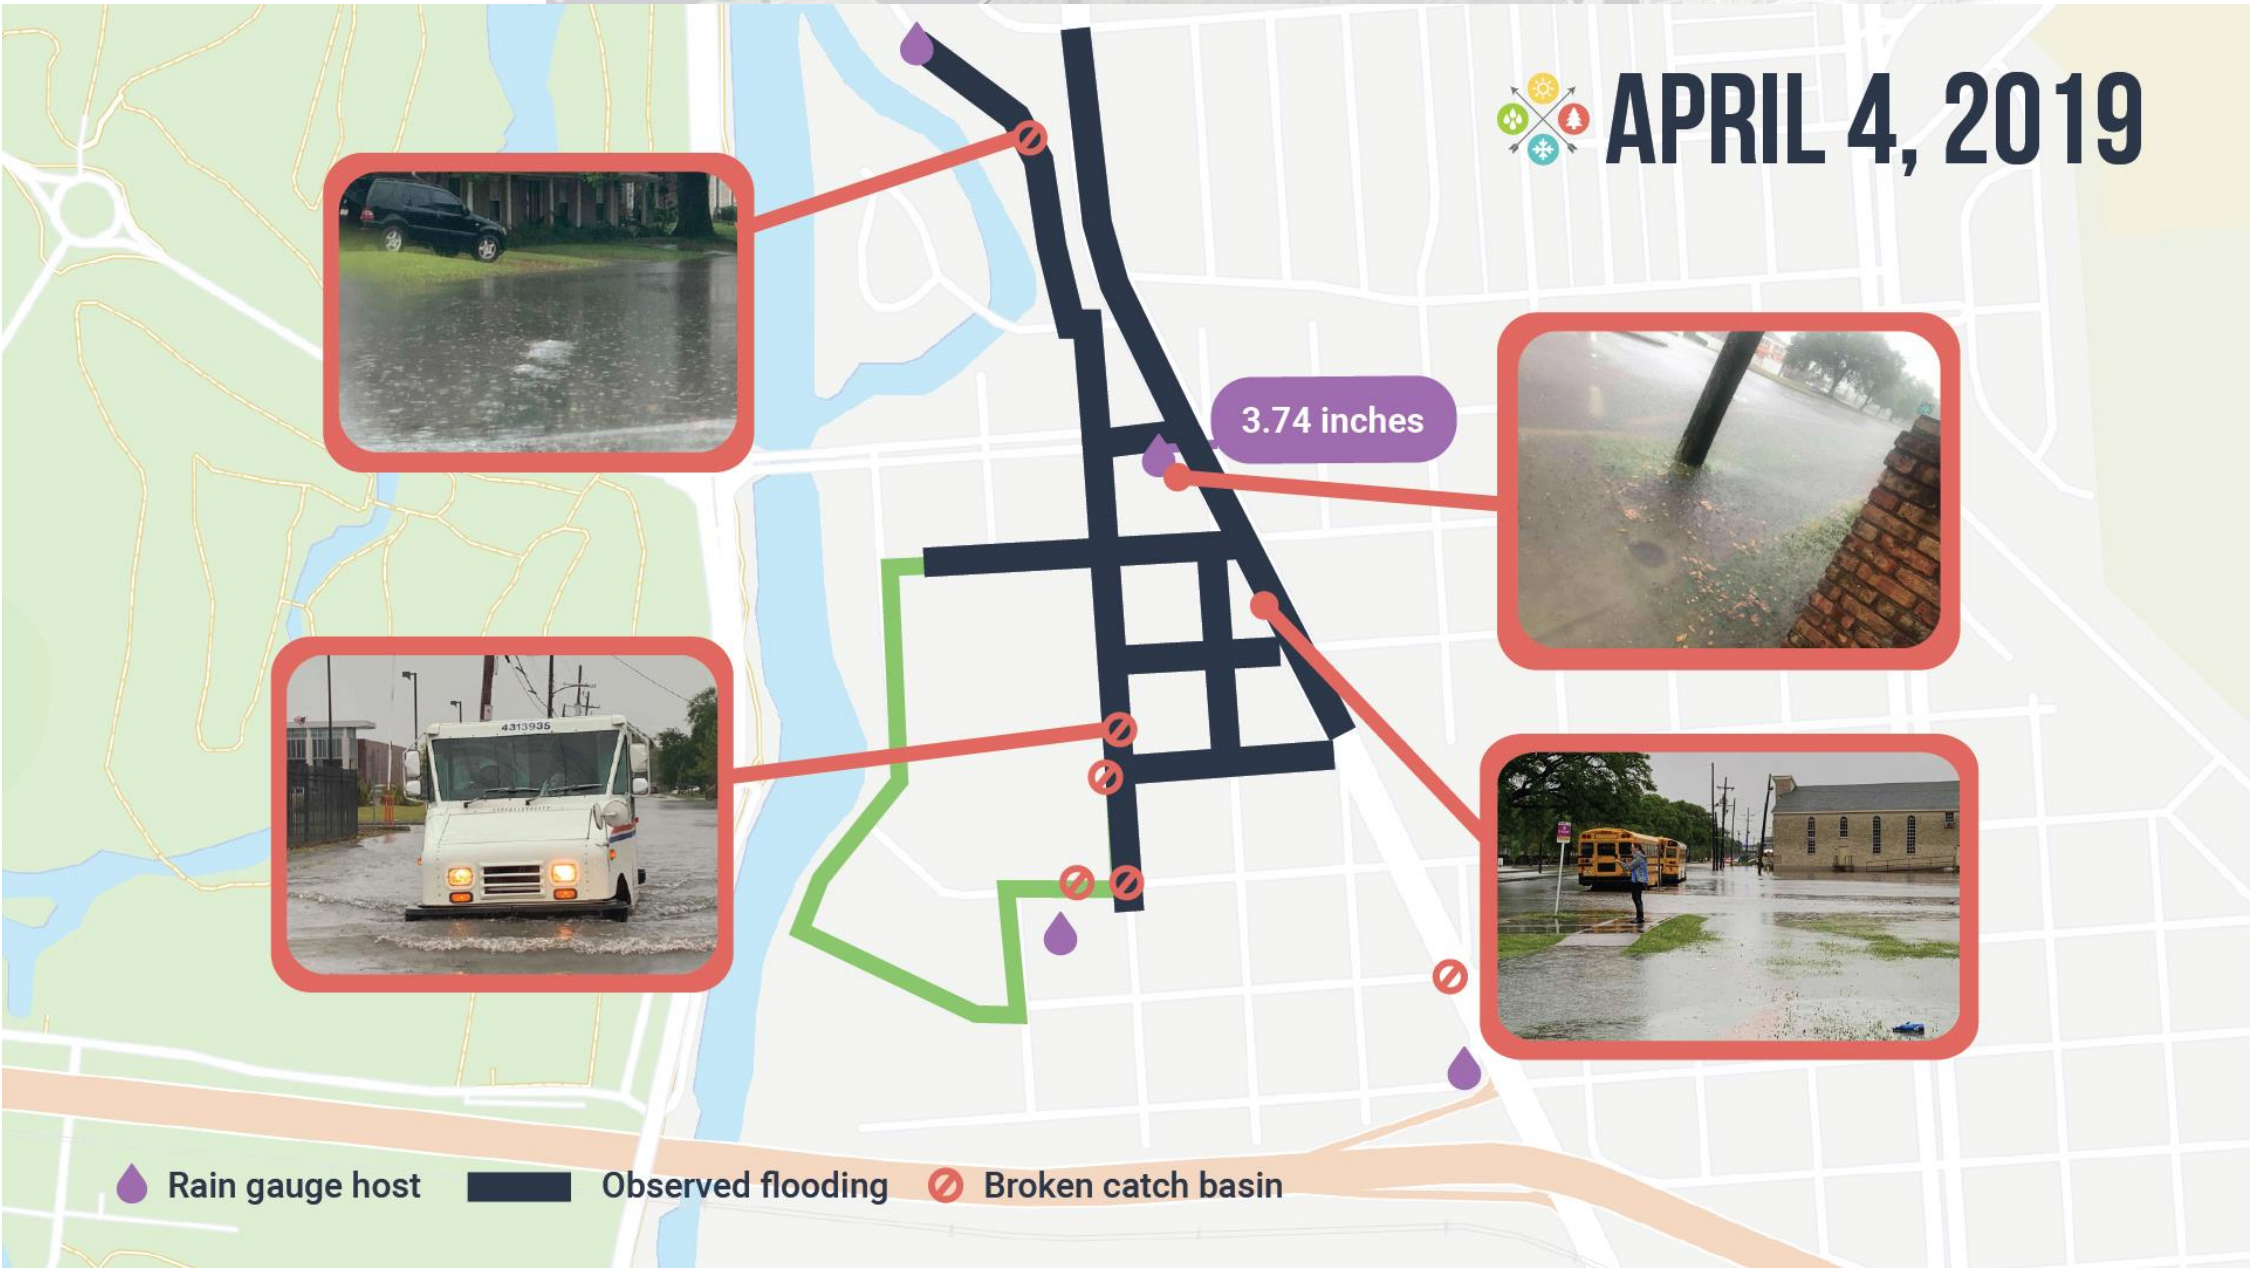 APRIL 4, 2019
3.74 inches
4313935
Rain gauge host
Observed flooding
Broken catch basin